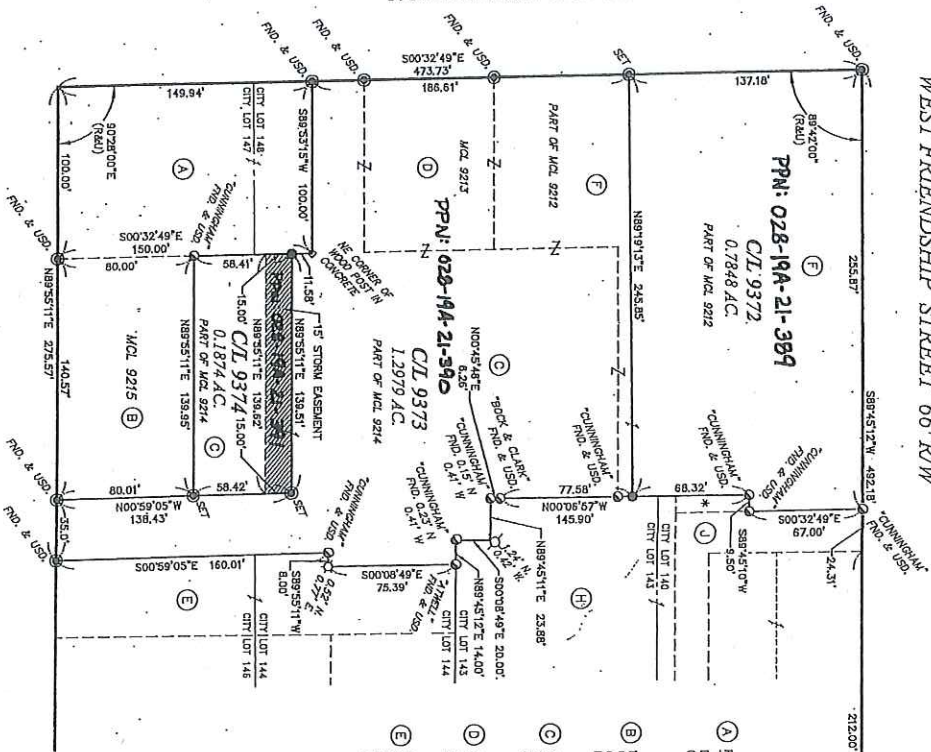 WEST FRIENDSHIP STREET 66' R/W
FND. & USD.
255.87'
S89°45'12"W 492.18'
"CUNNINGHAM"
FND. & USD.
212.00'
89°42'00"
(R&U)
137.18'
F
PPN: 028-19A-21-389
C/L 9372
0.7848 AC.
PART OF MCL 9212
"CUNNINGHAM"
FND. & USD.
S00°32'49"E
67.00'
24.31'
A
S89°45'10"W
9.50'
J
*
68.32'
"CUNNINGHAM"
FND. & USD.
CITY LOT 140
CITY LOT 143
SET
N89°19'13"E 245.85'
F
PART OF MCL 9212
"CUNNINGHAM"
FND. & USD.
77.58'
N00°06'57"W
145.90'
B
H
FND. & USD.
S00°32'49"E
473.73'
186.61'
MCL 9213
D
PPN: 028-19A-21-390
C/L 9373
1.2979 AC.
PART OF MCL 9214
C
N00°45'48"E
8.26'
"BOCK & CLARK"
FND. & USD.
"CUNNINGHAM"
FND. 0.15' N
0.41' W
"CUNNINGHAM"
FND. 0.23' N
0.41' W
N89°45'11"E 23.88'
1.24' N.
0.42' W.
S00°08'49"E 20.00'
N89°45'12"E 14.00'
CITY LOT 143
CITY LOT 144
C
D
E
FND. & USD.
FND. & USD.
S89°53'15"W 100.00'
NE CORNER OF
WOOD POST IN
CONCRETE
11.58'
15' STORM EASEMENT
N89°55'11"E 139.51'
SET
"ATWELL"
FND. & USD.
S00°08'49"E
75.39'
149.94'
CITY LOT 148
CITY LOT 147
A
58.41'
15.00'
N89°55'11"E 139.62'
15.00'
C/L 9374
0.1874 AC.
PART OF MCL 9214
C
58.42'
"CUNNINGHAM"
FND. & USD.
N89°55'11"E 139.95'
SET
0.52' N
0.77' E
S89°55'11"W
8.00'
"CUNNINGHAM"
FND. & USD.
S00°32'49"E
150.00'
80.00'
MCL 9215
B
80.01'
N00°59'05"W
138.43'
S00°59'05"E 160.01'
CITY LOT 144
CITY LOT 146
E
90°28'00"E
(R&U)
100.00'
FND. & USD.
N89°55'11"E 275.57'
140.57'
FND. & USD.
35.0'
FND. & USD.